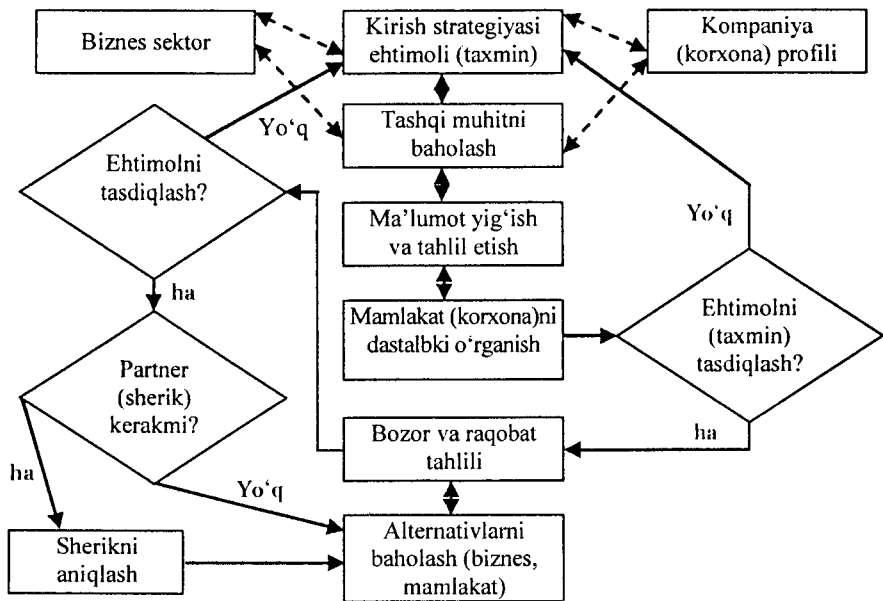 Biznes sektor
Kirish strategiyasi
ehtimoli (taxmin)
Kompaniya
(korxona) profili
Yo‘q
Tashqi muhitni
baholash
Ehtimolni
tasdiqlash?
Yo‘q
Ma’lumot yig‘ish
va tahlil etish
ha
Mamlakat (korxona)ni
dastalbki o‘rganish
Ehtimolni
(taxmin)
tasdiqlash?
Partner
(sherik)
kerakmi?
ha
Bozor va raqobat
tahlili
ha
Yo‘q
Sherikni
aniqlash
Alternativlarni
baholash (biznes,
mamlakat)